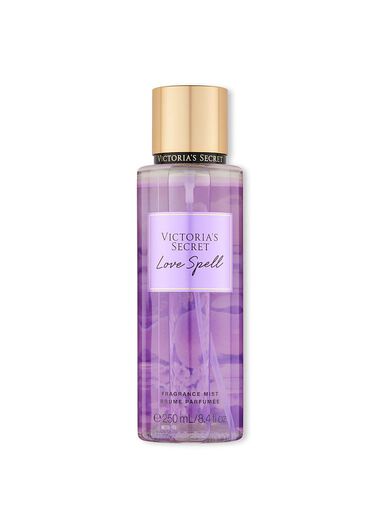 VICTORIA'S SECRET
VICTORIA'S
SECRET
Love Spell
FRAGRANCE MIST
BRUME PARFUMÉE
℮250 mL/8.4 fl oz